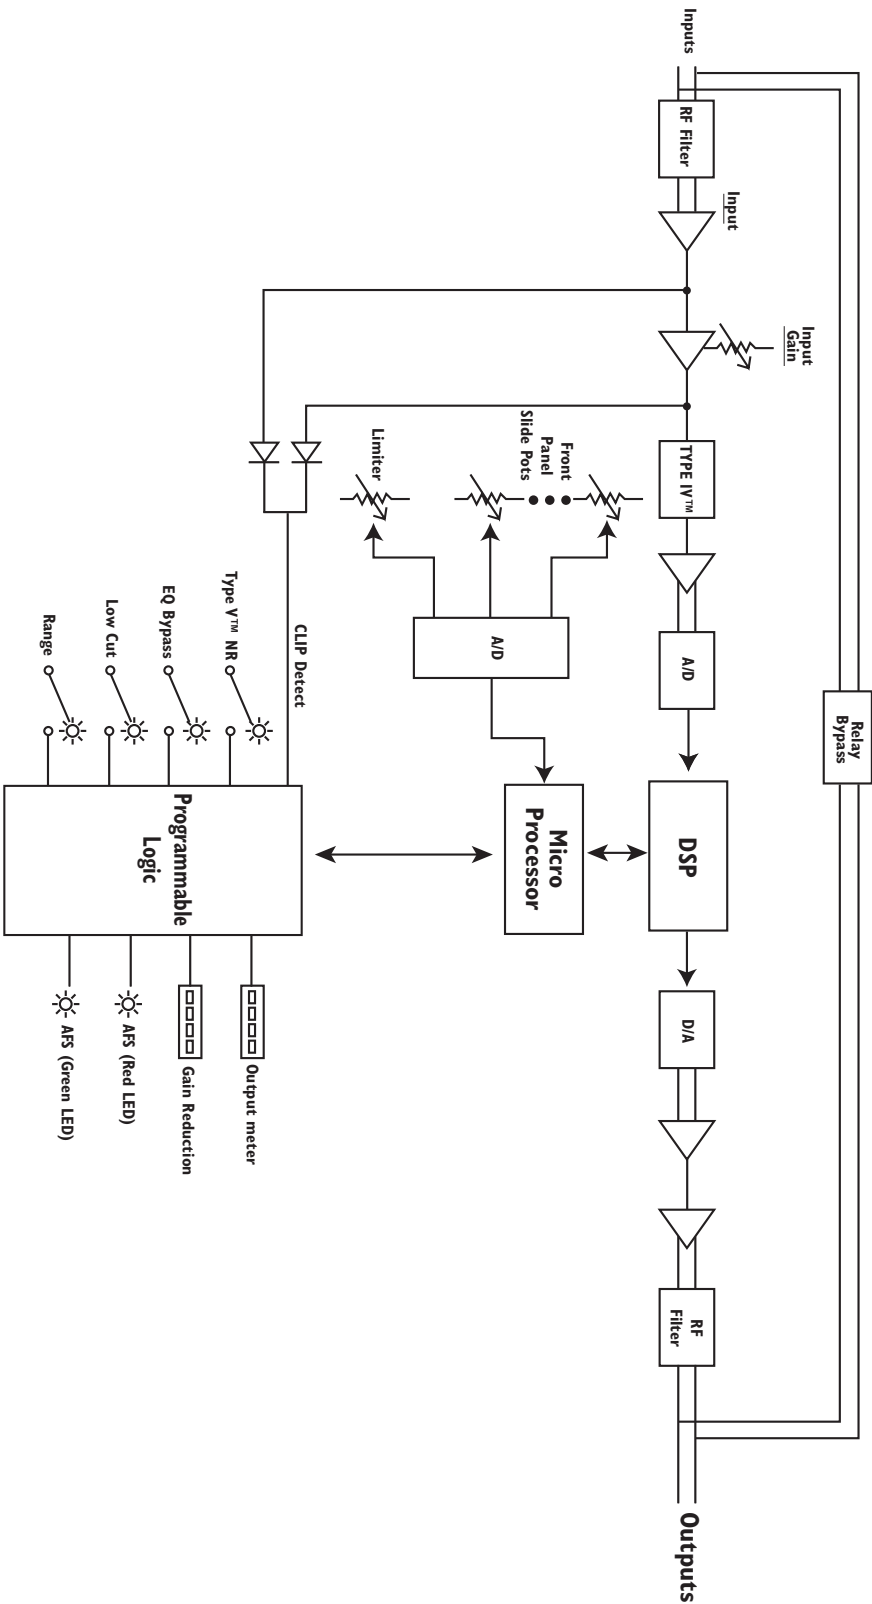 Relay
Bypass
Input
Gain
Input
Inputs
RF Filter
TYPE IV™
A/D
DSP
D/A
RF
Filter
Outputs
Front
Panel
Slide Pots
Limiter
A/D
Micro
Processor
CLIP Detect
Type V™ NR
EQ Bypass
Low Cut
Range
Programmable
Logic
Output meter
Gain Reduction
AFS (Red LED)
AFS (Green LED)